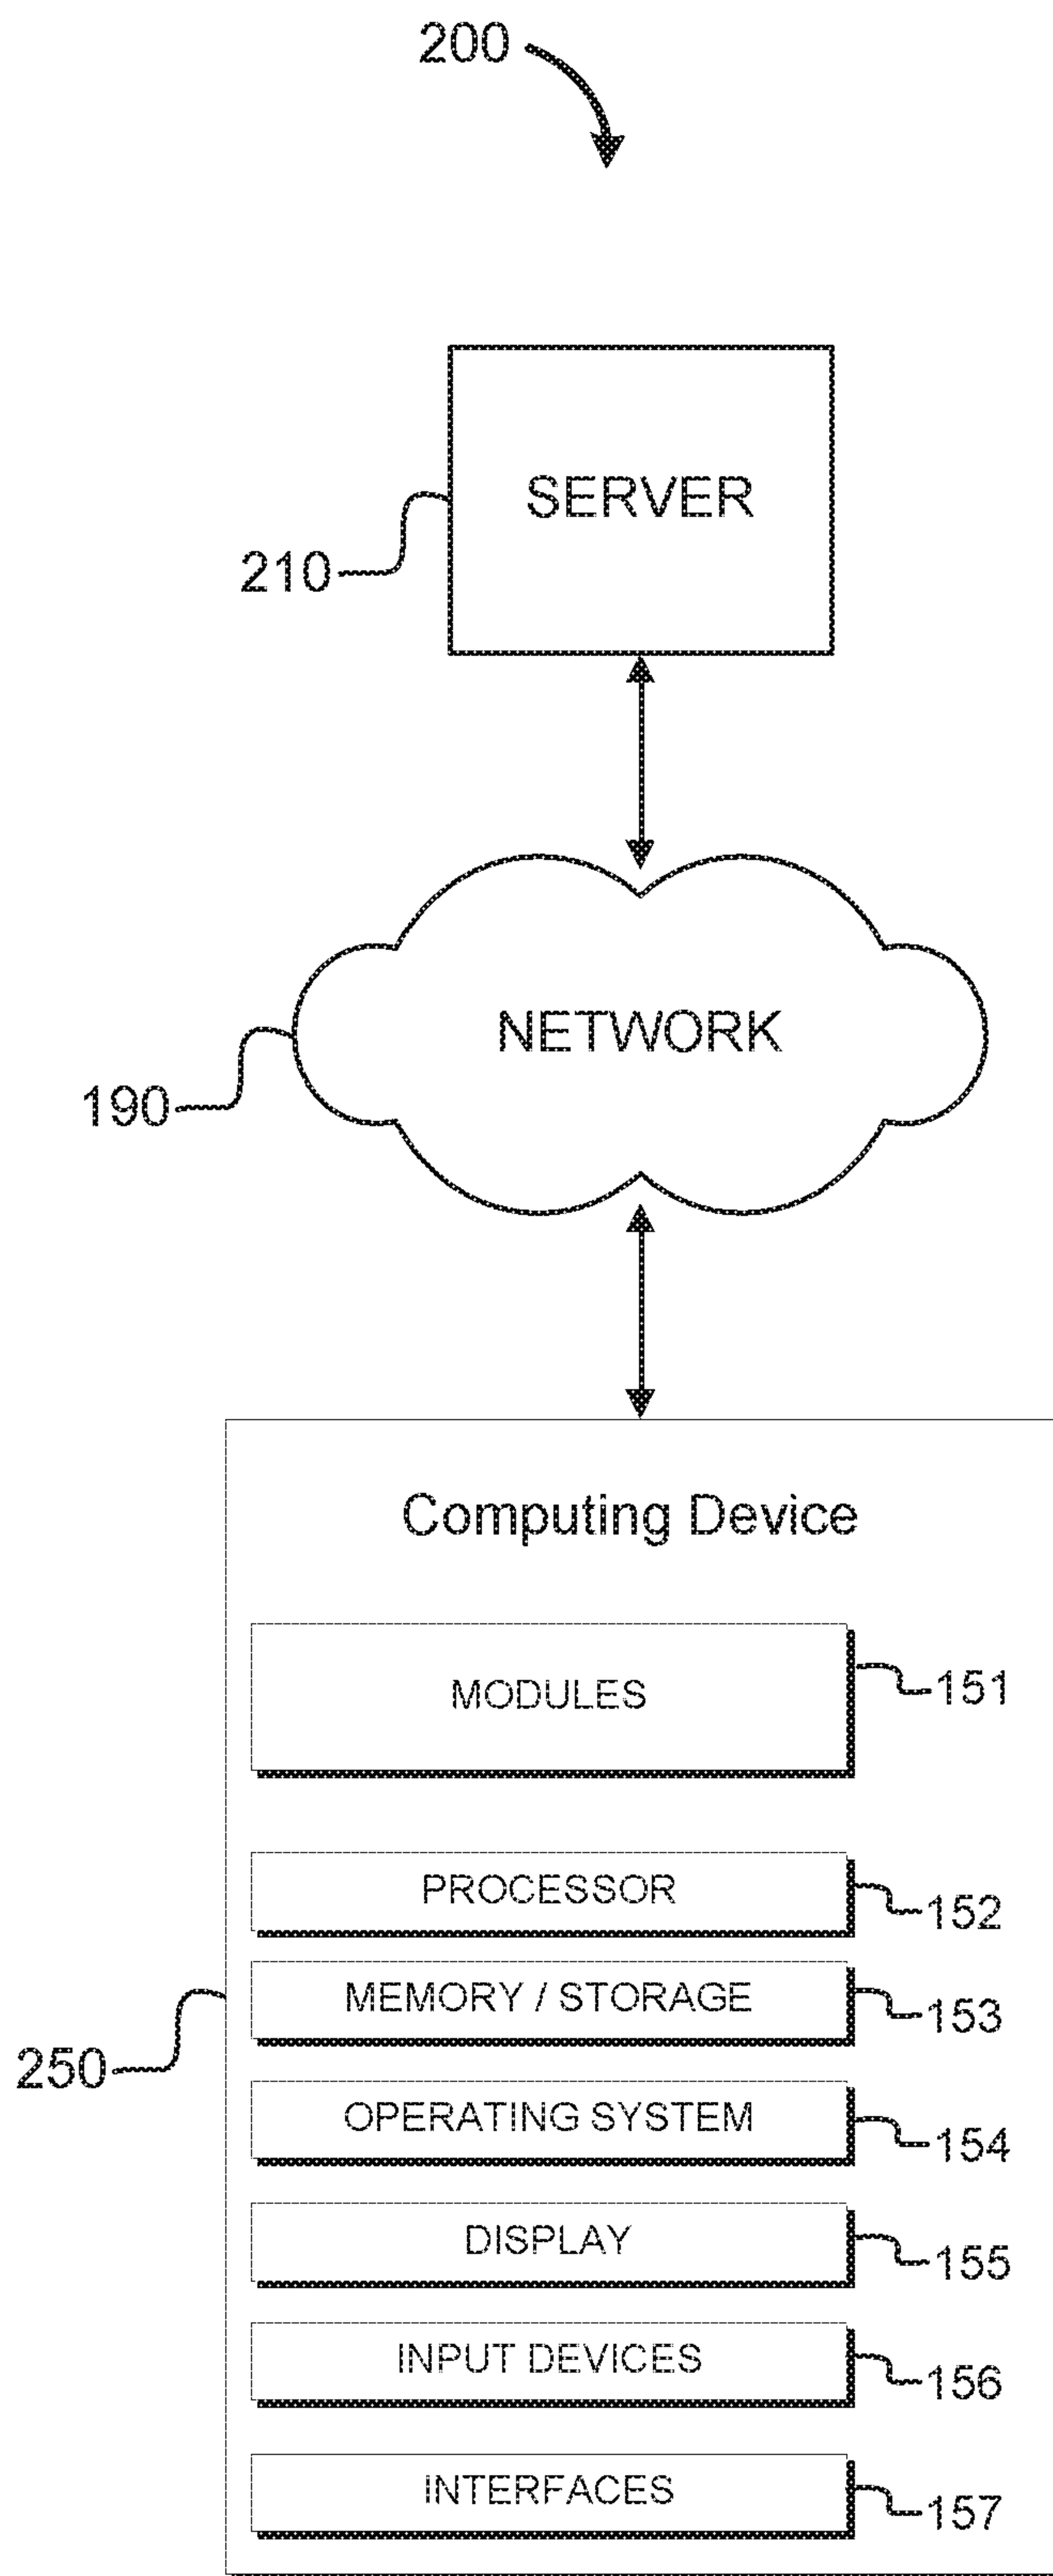 200
SERVER
210
NETWORK
190
Computing Device
MODULES
151
PROCESSOR
152
MEMORY / STORAGE
153
250
OPERATING SYSTEM
154
DISPLAY
155
INPUT DEVICES
156
INTERFACES
157